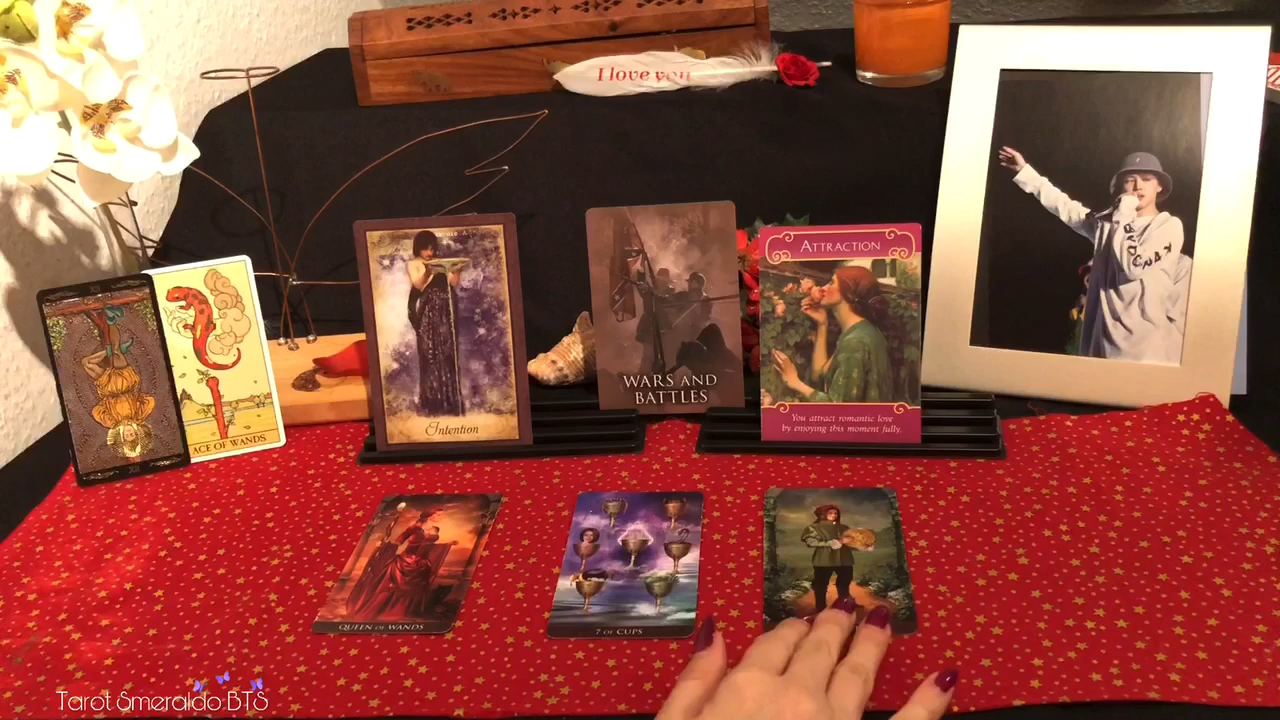 I love you
XII
ACE OF WANDS
Intention
WARS AND
BATTLES
ATTRACTION
You attract romantic love
by enjoying this moment fully.
QUEEN OF WANDS
7 OF CUPS
Tarot Smeraldo BTS